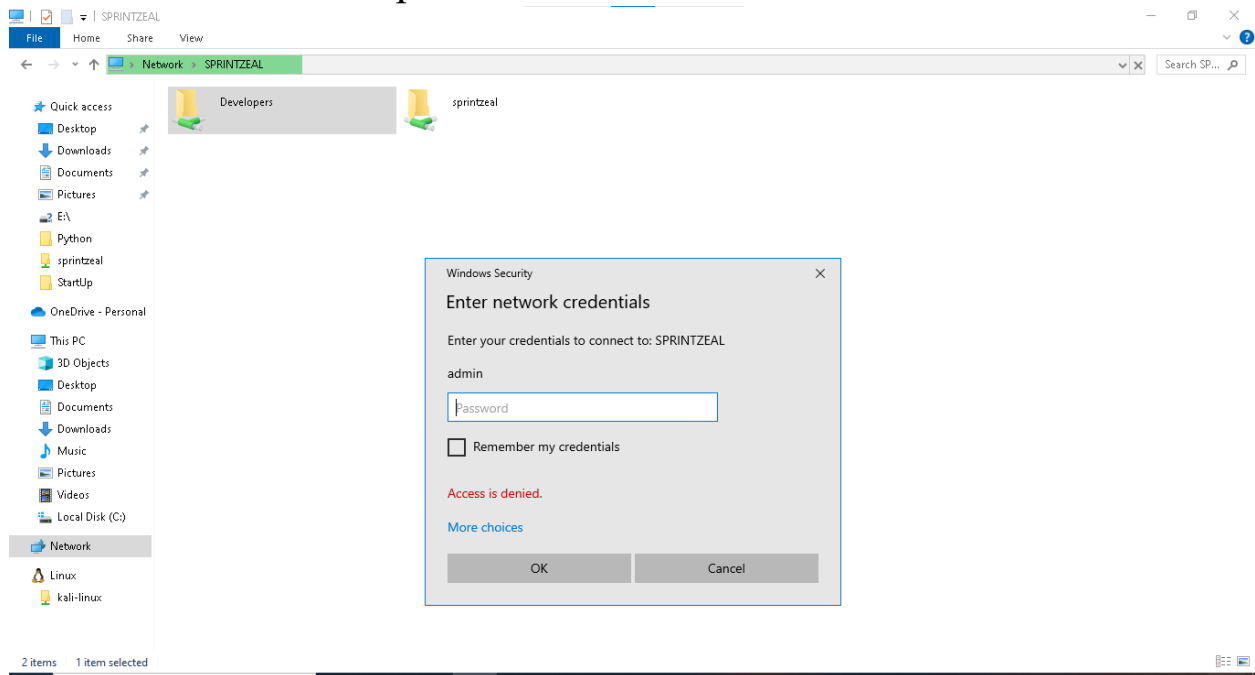 SPRINTZEAL
File Home Share View
Network > SPRINTZEAL
Search SP...
Quick access
Desktop
Downloads
Documents
Pictures
E:\
Python
sprintzeal
StartUp
OneDrive - Personal
This PC
3D Objects
Desktop
Documents
Downloads
Music
Pictures
Videos
Local Disk (C:)
Network
Linux
kali-linux
Developers
sprintzeal
Windows Security
Enter network credentials
Enter your credentials to connect to: SPRINTZEAL
admin
Password
Remember my credentials
Access is denied.
More choices
OK Cancel
2 items 1 item selected